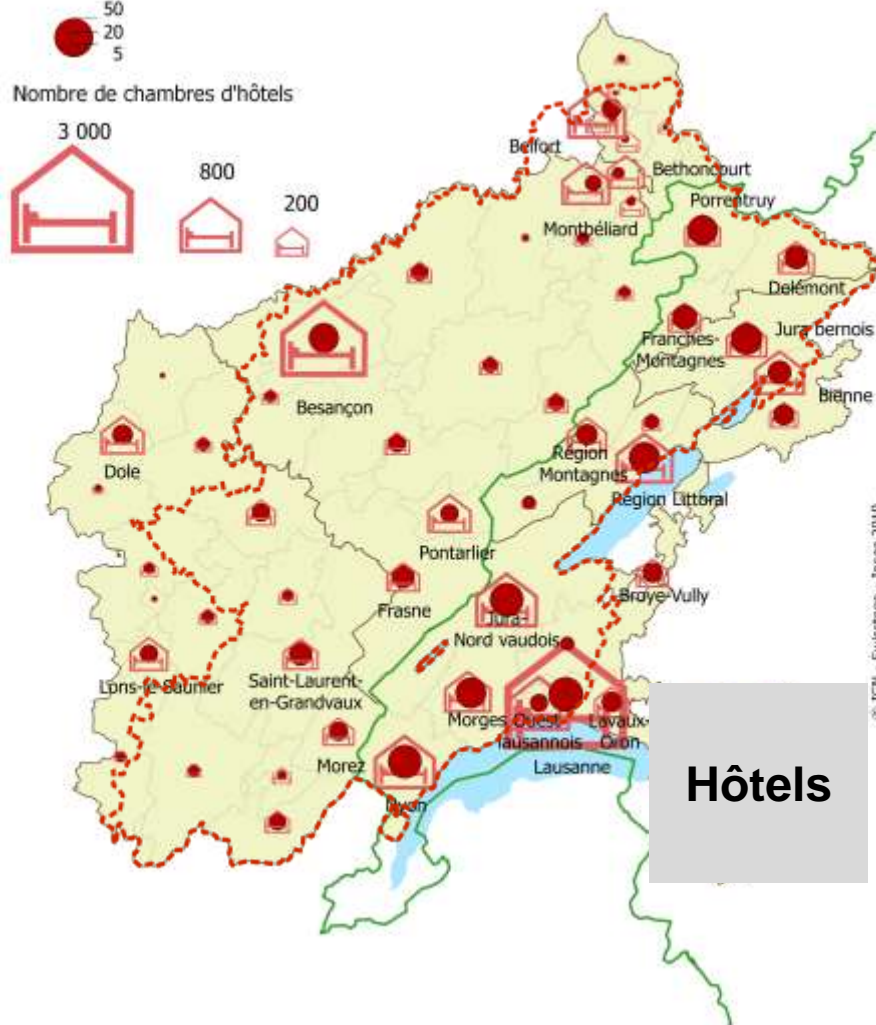 50
20
5
Nombre de chambres d'hôtels
3 000
800
200
Belfort
Bethoncourt
Porrentruy
Montbéliard
Delémont
Franches-
Montagnes
Jura bernois
Besançon
Bienne
Dole
Région
Montagnes
Région Littoral
Pontarlier
Frasne
Broye-Vully
Jura-
Nord vaudois
Lons-le-Saunier
Saint-Laurent-
en-Grandvaux
Morges
Ouest
lausannois
Lavaux-
Oron
Morez
Lausanne
Nyon
Hôtels